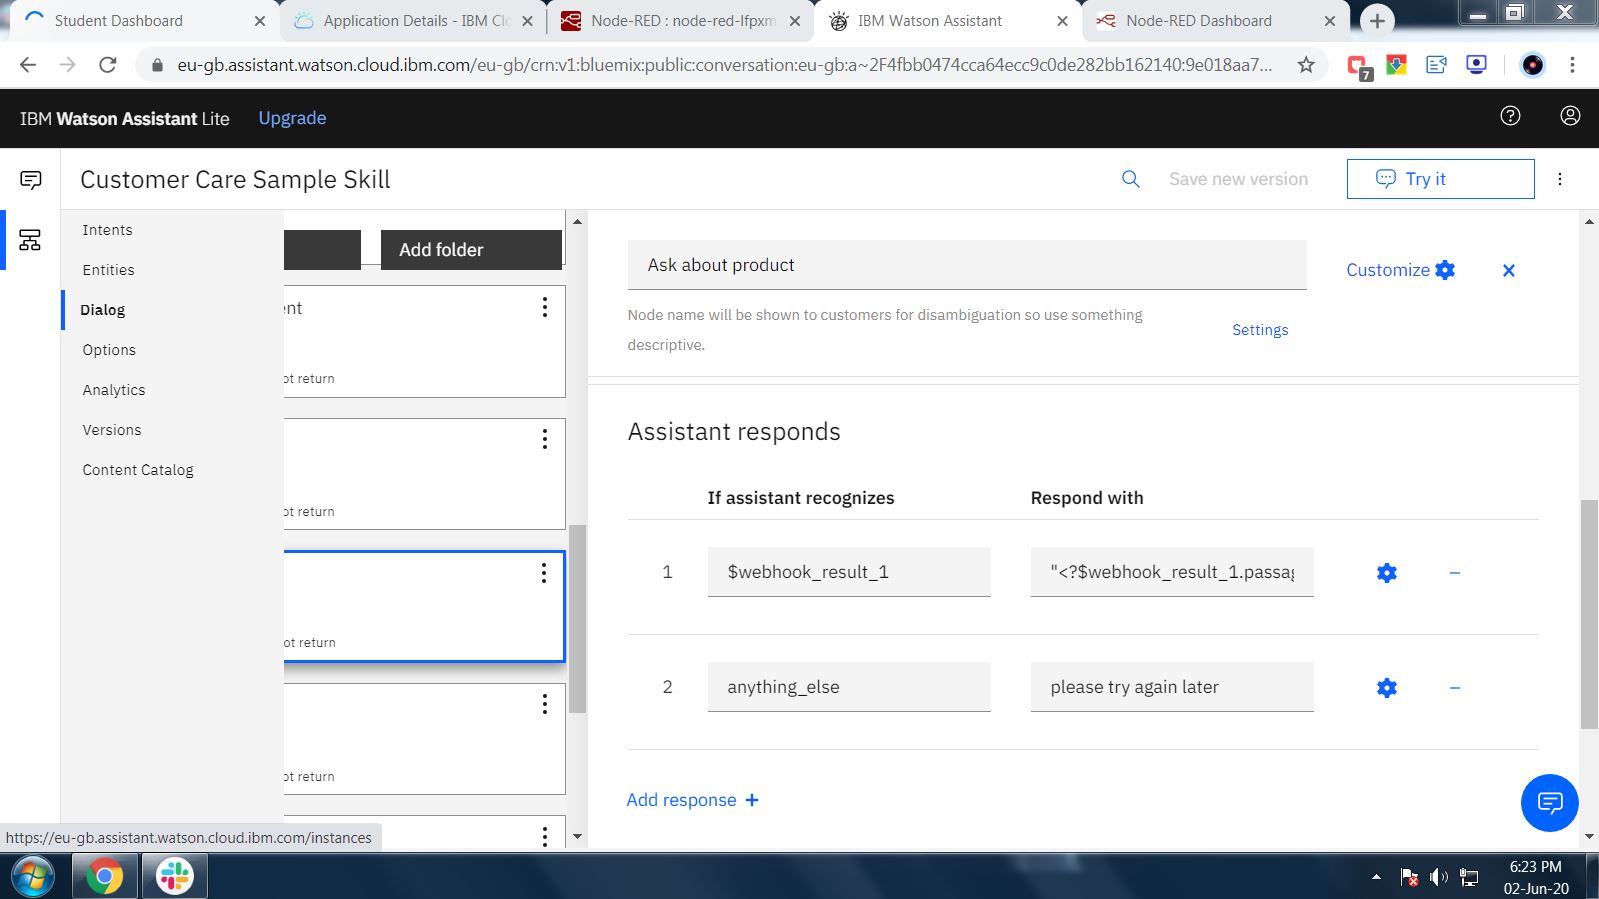 Student Dashboard
Application Details - IBM Clo
Node-RED : node-red-lfpxm
IBM Watson Assistant
Node-RED Dashboard
eu-gb.assistant.watson.cloud.ibm.com/eu-gb/crn:v1:bluemix:public:conversation:eu-gb:a~2F4fbb0474cca64ecc9c0de282bb162140:9e018aa7...
7
IBM Watson Assistant Lite
Upgrade
Customer Care Sample Skill
Save new version
Try it
Intents
Entities
Dialog
Options
Analytics
Versions
Content Catalog
Add folder
ent
ot return
ot return
ot return
ot return
Ask about product
Customize
Node name will be shown to customers for disambiguation so use something
descriptive.
Settings
Assistant responds
If assistant recognizes
Respond with
1
$webhook_result_1
"<?$webhook_result_1.passag
2
anything_else
please try again later
Add response +
https://eu-gb.assistant.watson.cloud.ibm.com/instances
6:23 PM
02-Jun-20